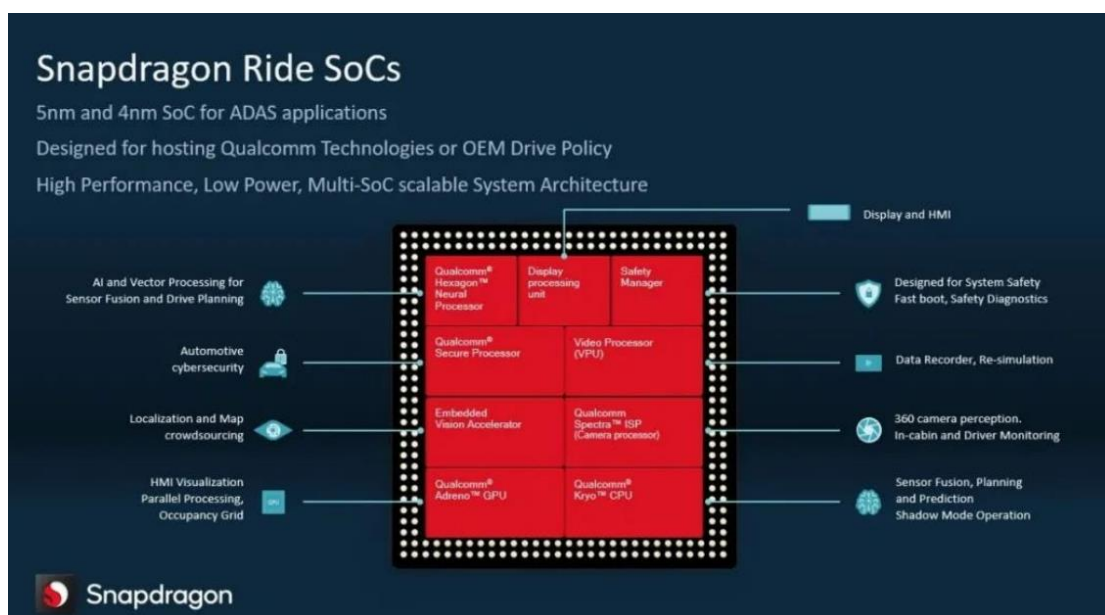 Snapdragon Ride SoCs
5nm and 4nm SoC for ADAS applications
Designed for hosting Qualcomm Technologies or OEM Drive Policy
High Performance, Low Power, Multi-SoC scalable System Architecture
Display and HMI
AI and Vector Processing for
Sensor Fusion and Drive Planning
Automotive
cybersecurity
Localization and Map
crowdsourcing
HMI Visualization
Parallel Processing,
Occupancy Grid
GPU
Qualcomm®
Hexagon™
Neural
Processor
Display
processing
unit
Safety
Manager
Qualcomm®
Secure Processor
Video Processor
(VPU)
Embedded
Vision Accelerator
Qualcomm
Spectra™ ISP
(Camera processor)
Qualcomm®
Adreno™ GPU
Qualcomm®
Kryo™ CPU
Designed for System Safety
Fast boot, Safety Diagnostics
Data Recorder, Re-simulation
360 camera perception.
In-cabin and Driver Monitoring
Sensor Fusion, Planning
and Prediction
Shadow Mode Operation
Snapdragon